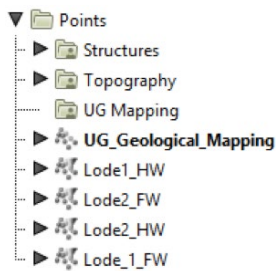 Points
Structures
Topography
UG Mapping
UG_Geological_Mapping
Lode1_HW
Lode2_FW
Lode2_HW
Lode_1_FW